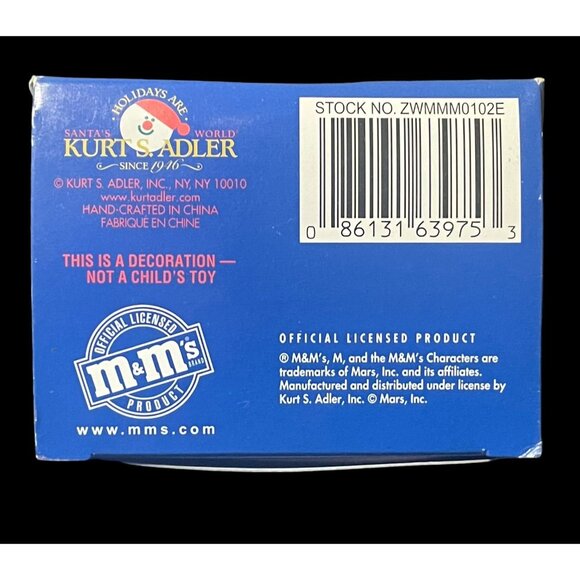 HOLIDAYS ARE
SANTA'S WORLD
KURT S. ADLER
SINCE 1946
© KURT S. ADLER, INC., NY, NY 10010
www.kurtadler.com
HAND-CRAFTED IN CHINA
FABRIQUE EN CHINE
THIS IS A DECORATION —
NOT A CHILD'S TOY
OFFICIAL LICENSED
m&m's
BRAND
PRODUCT
www.mms.com
STOCK NO. ZWMMM0102E
0 86131 63975 3
OFFICIAL LICENSED PRODUCT
® M&M's, M, and the M&M's Characters are
trademarks of Mars, Inc. and its affiliates.
Manufactured and distributed under license by
Kurt S. Adler, Inc. © Mars, Inc.